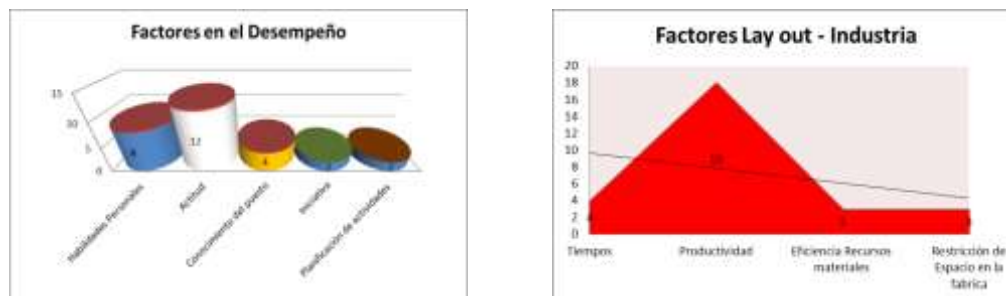 Factores en el Desempeño
15
10
5
0
12
4
Habilidades Personales
Actitud
Conocimiento del puesto
Iniciativa
Planificación de actividades
Factores Lay out - Industria
20
18
16
14
12
10
8
6
4
2
0
Tiempos
Productividad
Eficiencia Recursos
materiales
Restricción de
Espacio en la
fabrica